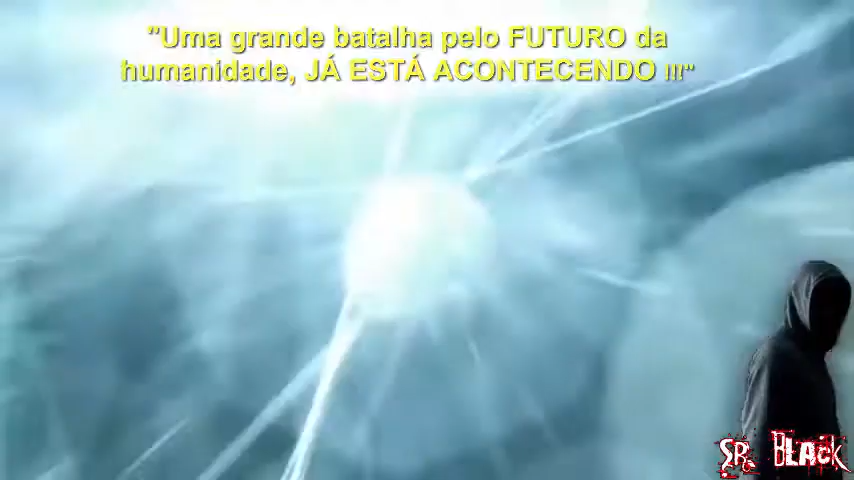 "Uma grande batalha pelo FUTURO da
humanidade, JÁ ESTÁ ACONTECENDO !!!"
SR. BLACK